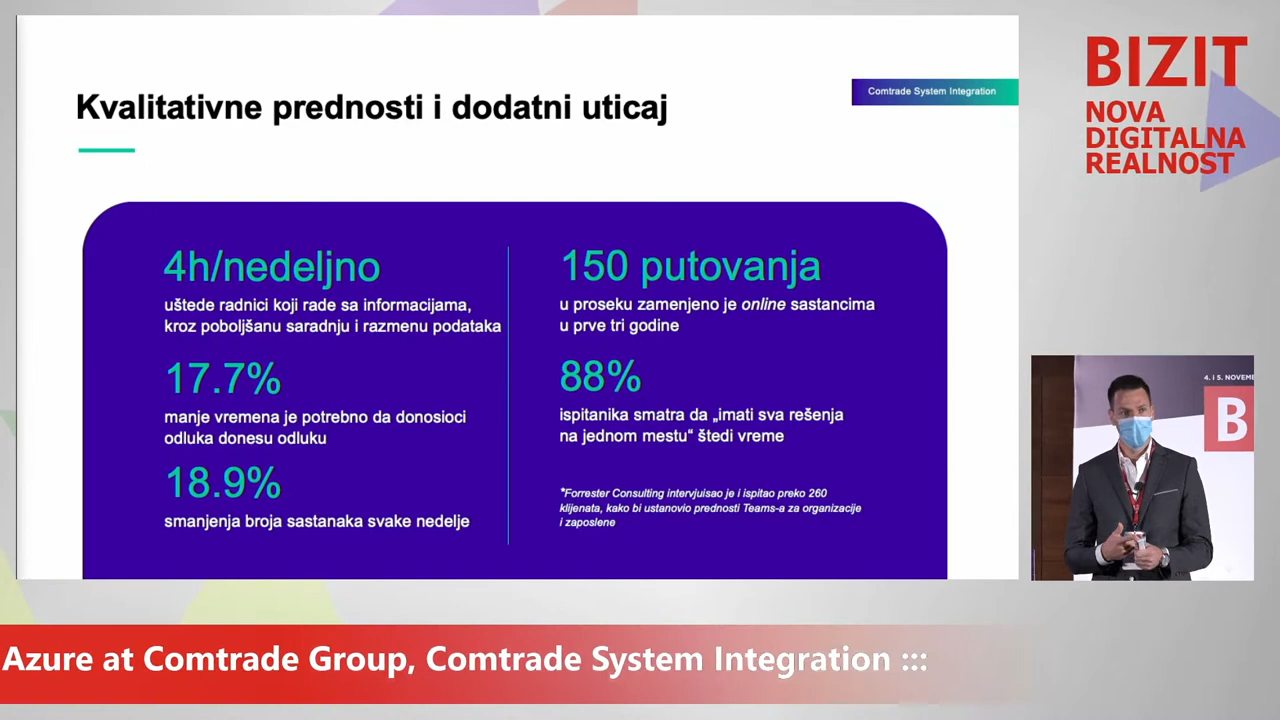 Kvalitativne prednosti i dodatni uticaj
Comtrade System Integration
4h/nedeljno
uštede radnici koji rade sa informacijama,
kroz poboljšanu saradnju i razmenu podataka
17.7%
manje vremena je potrebno da donosioci
odluka donesu odluku
18.9%
smanjenja broja sastanaka svake nedelje
150 putovanja
u proseku zamenjeno je online sastancima
u prve tri godine
88%
ispitanika smatra da „imati sva rešenja
na jednom mestu“ štedi vreme
*Forrester Consulting intervjuisao je i ispitao preko 260
klijenata, kako bi ustanovio prednosti Teams-a za organizacije
i zaposlene
BIZIT
NOVA
DIGITALNA
REALNOST
4. i 5. NOVEME
B
Azure at Comtrade Group, Comtrade System Integration :::